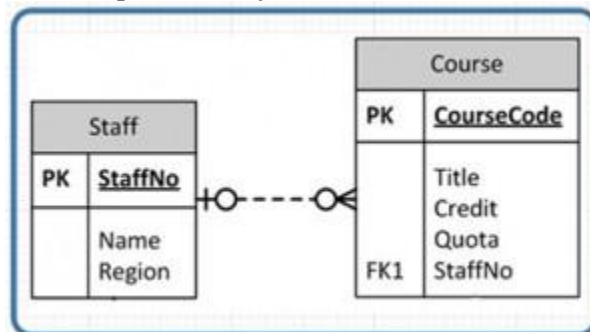 Staff
PK StaffNo
Name
Region
Course
PK CourseCode
Title
Credit
Quota
FK1 StaffNo